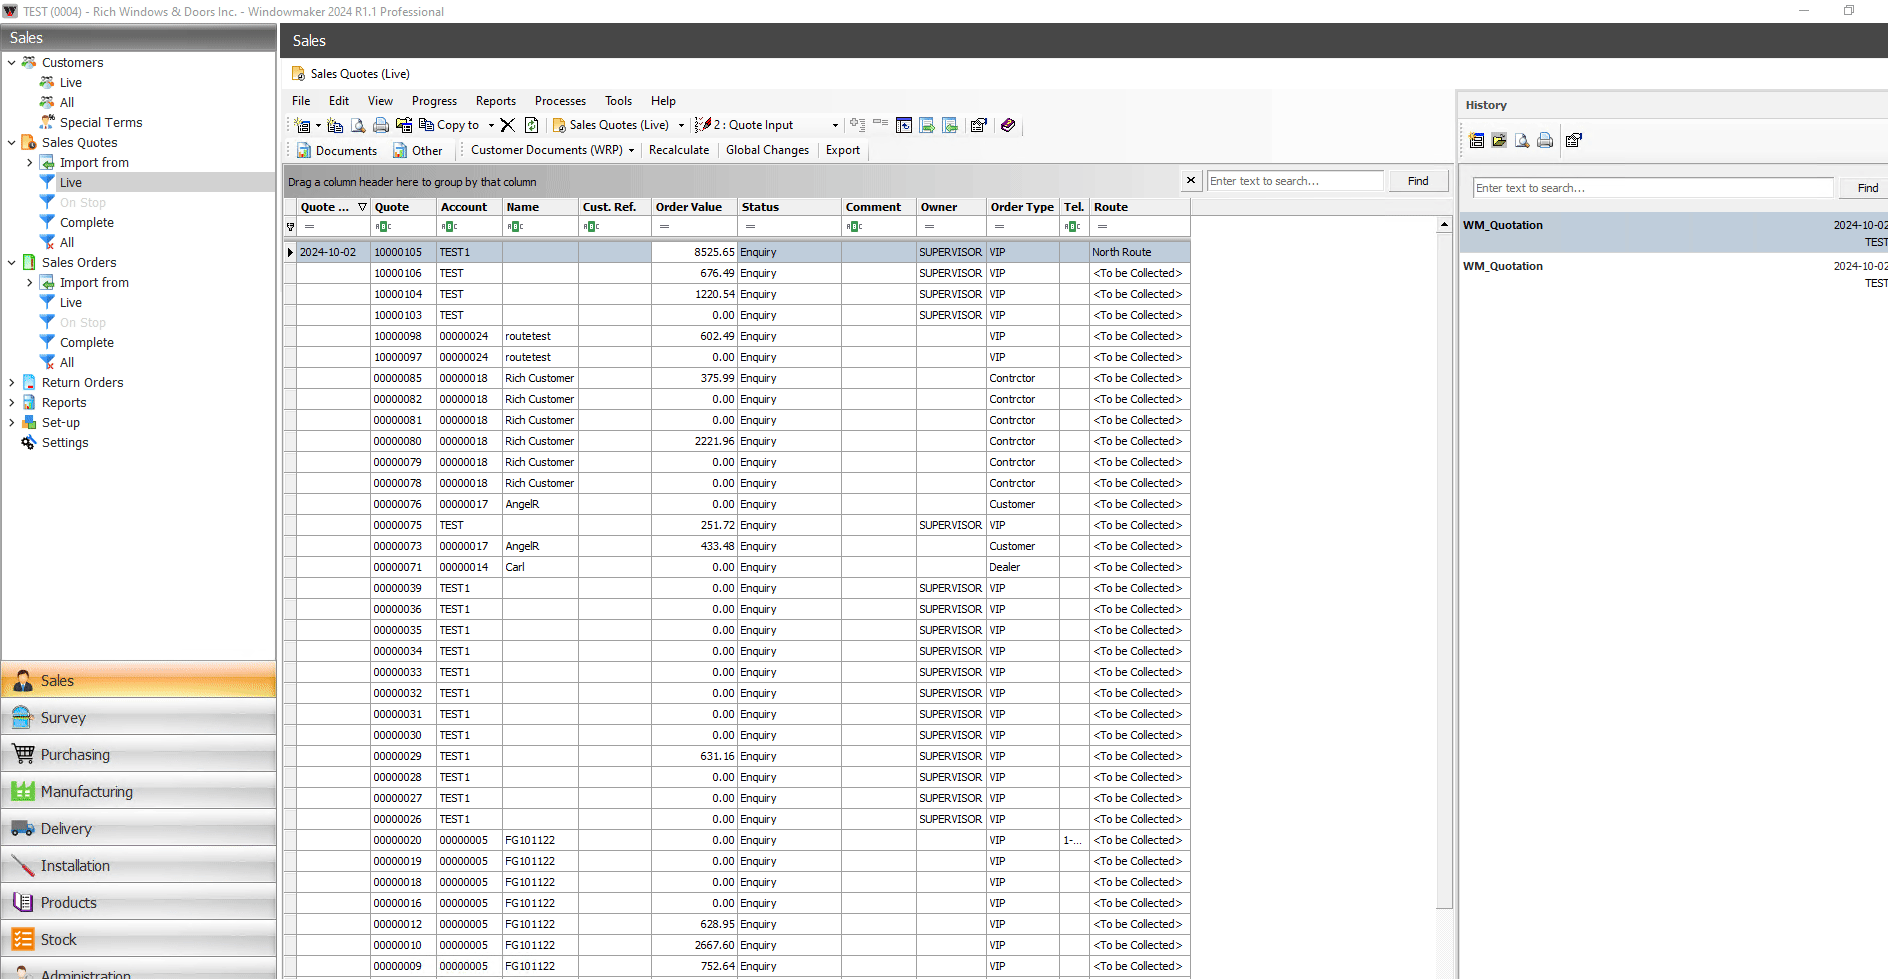 TEST (0004) - Rich Windows & Doors Inc. - Windowmaker 2024 R1.1 Professional
Sales
Customers
Live
All
Special Terms
Sales Quotes
Import from
Live
On Stop
Complete
All
Sales Orders
Import from
Live
On Stop
Complete
All
Return Orders
Reports
Set-up
Settings
Sales
Survey
Purchasing
Manufacturing
Delivery
Installation
Products
Stock
Administration
Sales
Sales Quotes (Live)
File Edit View Progress Reports Processes Tools Help
Copy to Sales Quotes (Live) 2 : Quote Input
Documents Other Customer Documents (WRP) Recalculate Global Changes Export
Drag a column header here to group by that column Enter text to search... Find
Quote ... Quote Account Name Cust. Ref. Order Value Status Comment Owner Order Type Tel. Route
2024-10-02 10000105 TEST1 8525.65 Enquiry SUPERVISOR VIP North Route
10000106 TEST 676.49 Enquiry SUPERVISOR VIP <To be Collected>
10000104 TEST 1220.54 Enquiry SUPERVISOR VIP <To be Collected>
10000103 TEST 0.00 Enquiry SUPERVISOR VIP <To be Collected>
10000098 00000024 routetest 602.49 Enquiry VIP <To be Collected>
10000097 00000024 routetest 0.00 Enquiry VIP <To be Collected>
00000085 00000018 Rich Customer 375.99 Enquiry Contrctor <To be Collected>
00000082 00000018 Rich Customer 0.00 Enquiry Contrctor <To be Collected>
00000081 00000018 Rich Customer 0.00 Enquiry Contrctor <To be Collected>
00000080 00000018 Rich Customer 2221.96 Enquiry Contrctor <To be Collected>
00000079 00000018 Rich Customer 0.00 Enquiry Contrctor <To be Collected>
00000078 00000018 Rich Customer 0.00 Enquiry Contrctor <To be Collected>
00000076 00000017 AngelR 0.00 Enquiry Customer <To be Collected>
00000075 TEST 251.72 Enquiry SUPERVISOR VIP <To be Collected>
00000073 00000017 AngelR 433.48 Enquiry Customer <To be Collected>
00000071 00000014 Carl 0.00 Enquiry Dealer <To be Collected>
00000039 TEST1 0.00 Enquiry SUPERVISOR VIP <To be Collected>
00000036 TEST1 0.00 Enquiry SUPERVISOR VIP <To be Collected>
00000035 TEST1 0.00 Enquiry SUPERVISOR VIP <To be Collected>
00000034 TEST1 0.00 Enquiry SUPERVISOR VIP <To be Collected>
00000033 TEST1 0.00 Enquiry SUPERVISOR VIP <To be Collected>
00000032 TEST1 0.00 Enquiry SUPERVISOR VIP <To be Collected>
00000031 TEST1 0.00 Enquiry SUPERVISOR VIP <To be Collected>
00000030 TEST1 0.00 Enquiry SUPERVISOR VIP <To be Collected>
00000029 TEST1 631.16 Enquiry SUPERVISOR VIP <To be Collected>
00000028 TEST1 0.00 Enquiry SUPERVISOR VIP <To be Collected>
00000027 TEST1 0.00 Enquiry SUPERVISOR VIP <To be Collected>
00000026 TEST1 0.00 Enquiry SUPERVISOR VIP <To be Collected>
00000020 00000005 FG101122 0.00 Enquiry VIP 1-... <To be Collected>
00000019 00000005 FG101122 0.00 Enquiry VIP <To be Collected>
00000018 00000005 FG101122 0.00 Enquiry VIP <To be Collected>
00000016 00000005 FG101122 0.00 Enquiry VIP <To be Collected>
00000012 00000005 FG101122 628.95 Enquiry VIP <To be Collected>
00000010 00000005 FG101122 2667.60 Enquiry VIP <To be Collected>
00000009 00000005 FG101122 752.64 Enquiry VIP <To be Collected>
History
Enter text to search... Find
WM_Quotation 2024-10-02
TEST
WM_Quotation 2024-10-02
TEST